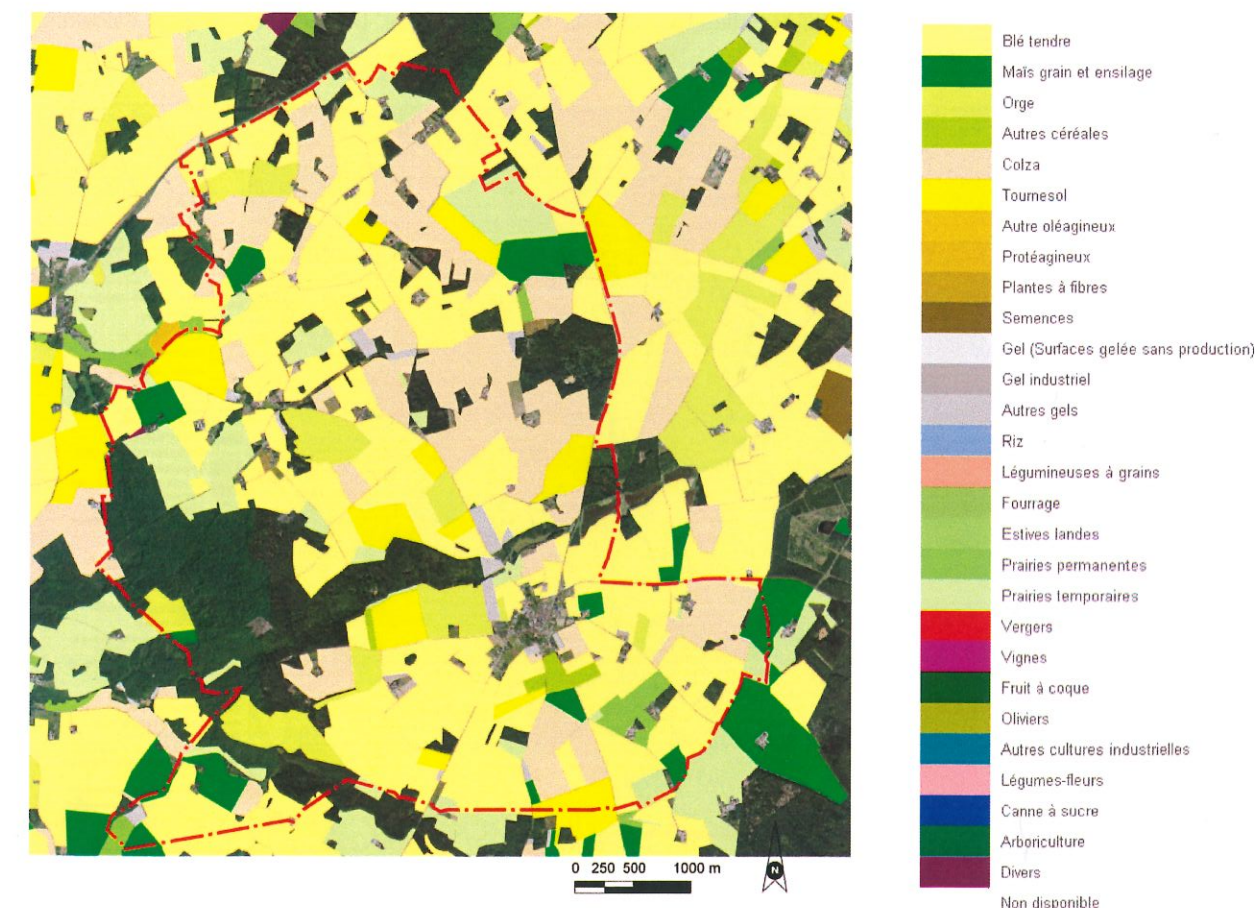 Blé tendre
Maïs grain et ensilage
Orge
Autres céréales
Colza
Tournesol
Autre oléagineux
Protéagineux
Plantes à fibres
Semences
Gel (Surfaces gelée sans production)
Gel industriel
Autres gels
Riz
Légumineuses à grains
Fourrage
Estives landes
Prairies permanentes
Prairies temporaires
Vergers
Vignes
Fruit à coque
Oliviers
Autres cultures industrielles
Légumes-fleurs
Canne à sucre
Arboriculture
Divers
Non disponible
0 250 500 1000 m
N